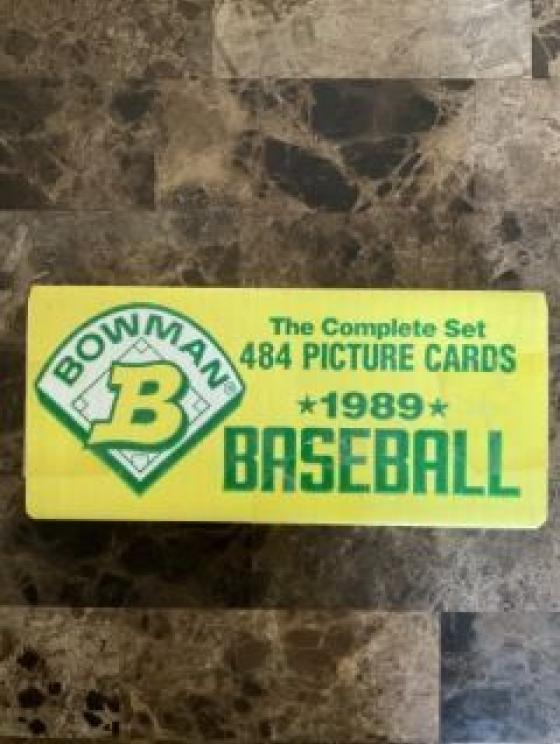 BOWMAN®
B
The Complete Set
484 PICTURE CARDS
★1989★
BASEBALL